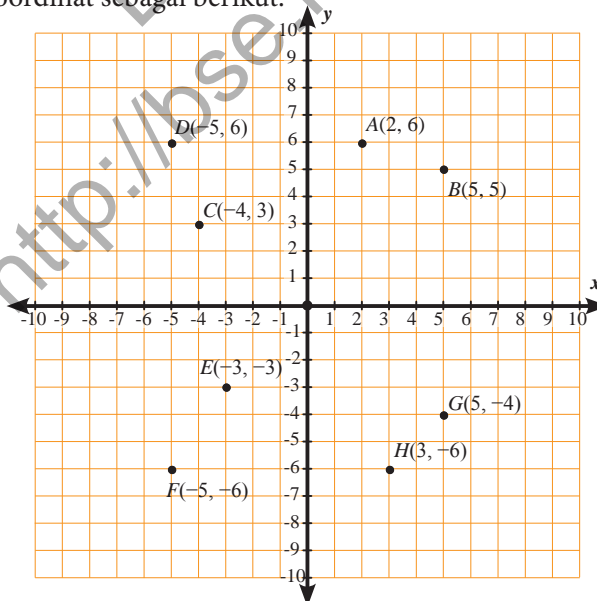 oordinat sebagai berikut.
http://bse.
y
10
9
8
7
D(−5, 6) A(2, 6)
6
5
B(5, 5)
4
C(−4, 3)
3
2
1
x
-10 -9 -8 -7 -6 -5 -4 -3 -2 -1 1 2 3 4 5 6 7 8 9 10
-1
-2
E(−3, −3)
-3
G(5, −4)
-4
-5
H(3, −6)
-6
F(−5, −6)
-7
-8
-9
-10